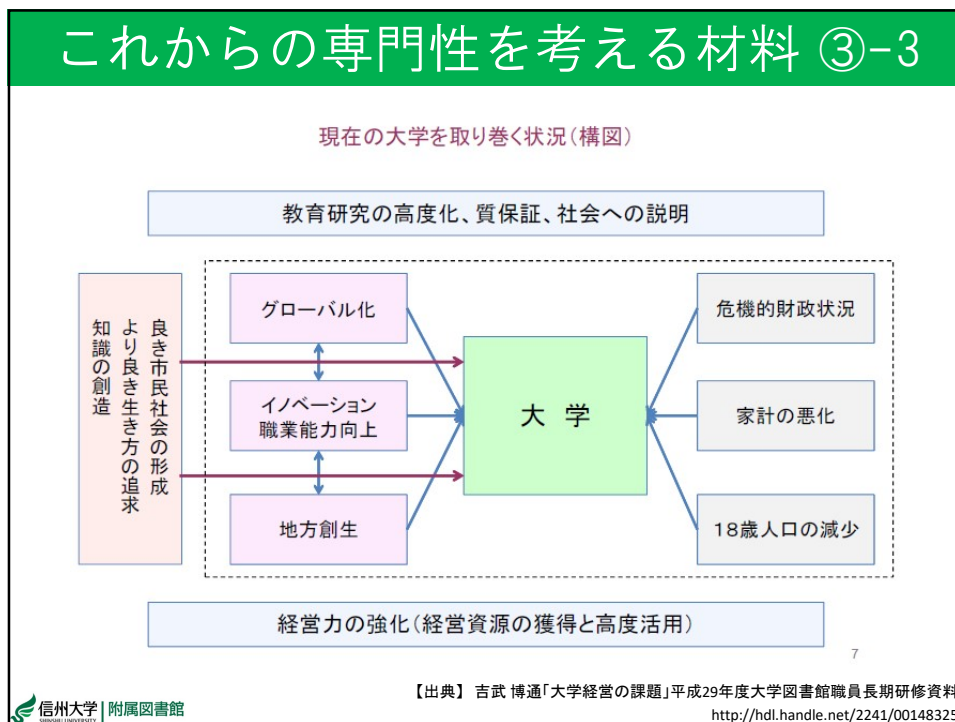 これからの専門性を考える材料 ③-3
現在の大学を取り巻く状況（構図）
教育研究の高度化、質保証、社会への説明
良き市民社会の形成
より良き生き方の追求
知識の創造
グローバル化
イノベーション
職業能力向上
地方創生
大 学
危機的財政状況
家計の悪化
１８歳人口の減少
経営力の強化（経営資源の獲得と高度活用）
7
【出典】 吉武 博通「大学経営の課題」平成29年度大学図書館職員長期研修資料
http://hdl.handle.net/2241/00148325
信州大学 附属図書館
SHINSHU UNIVERSITY